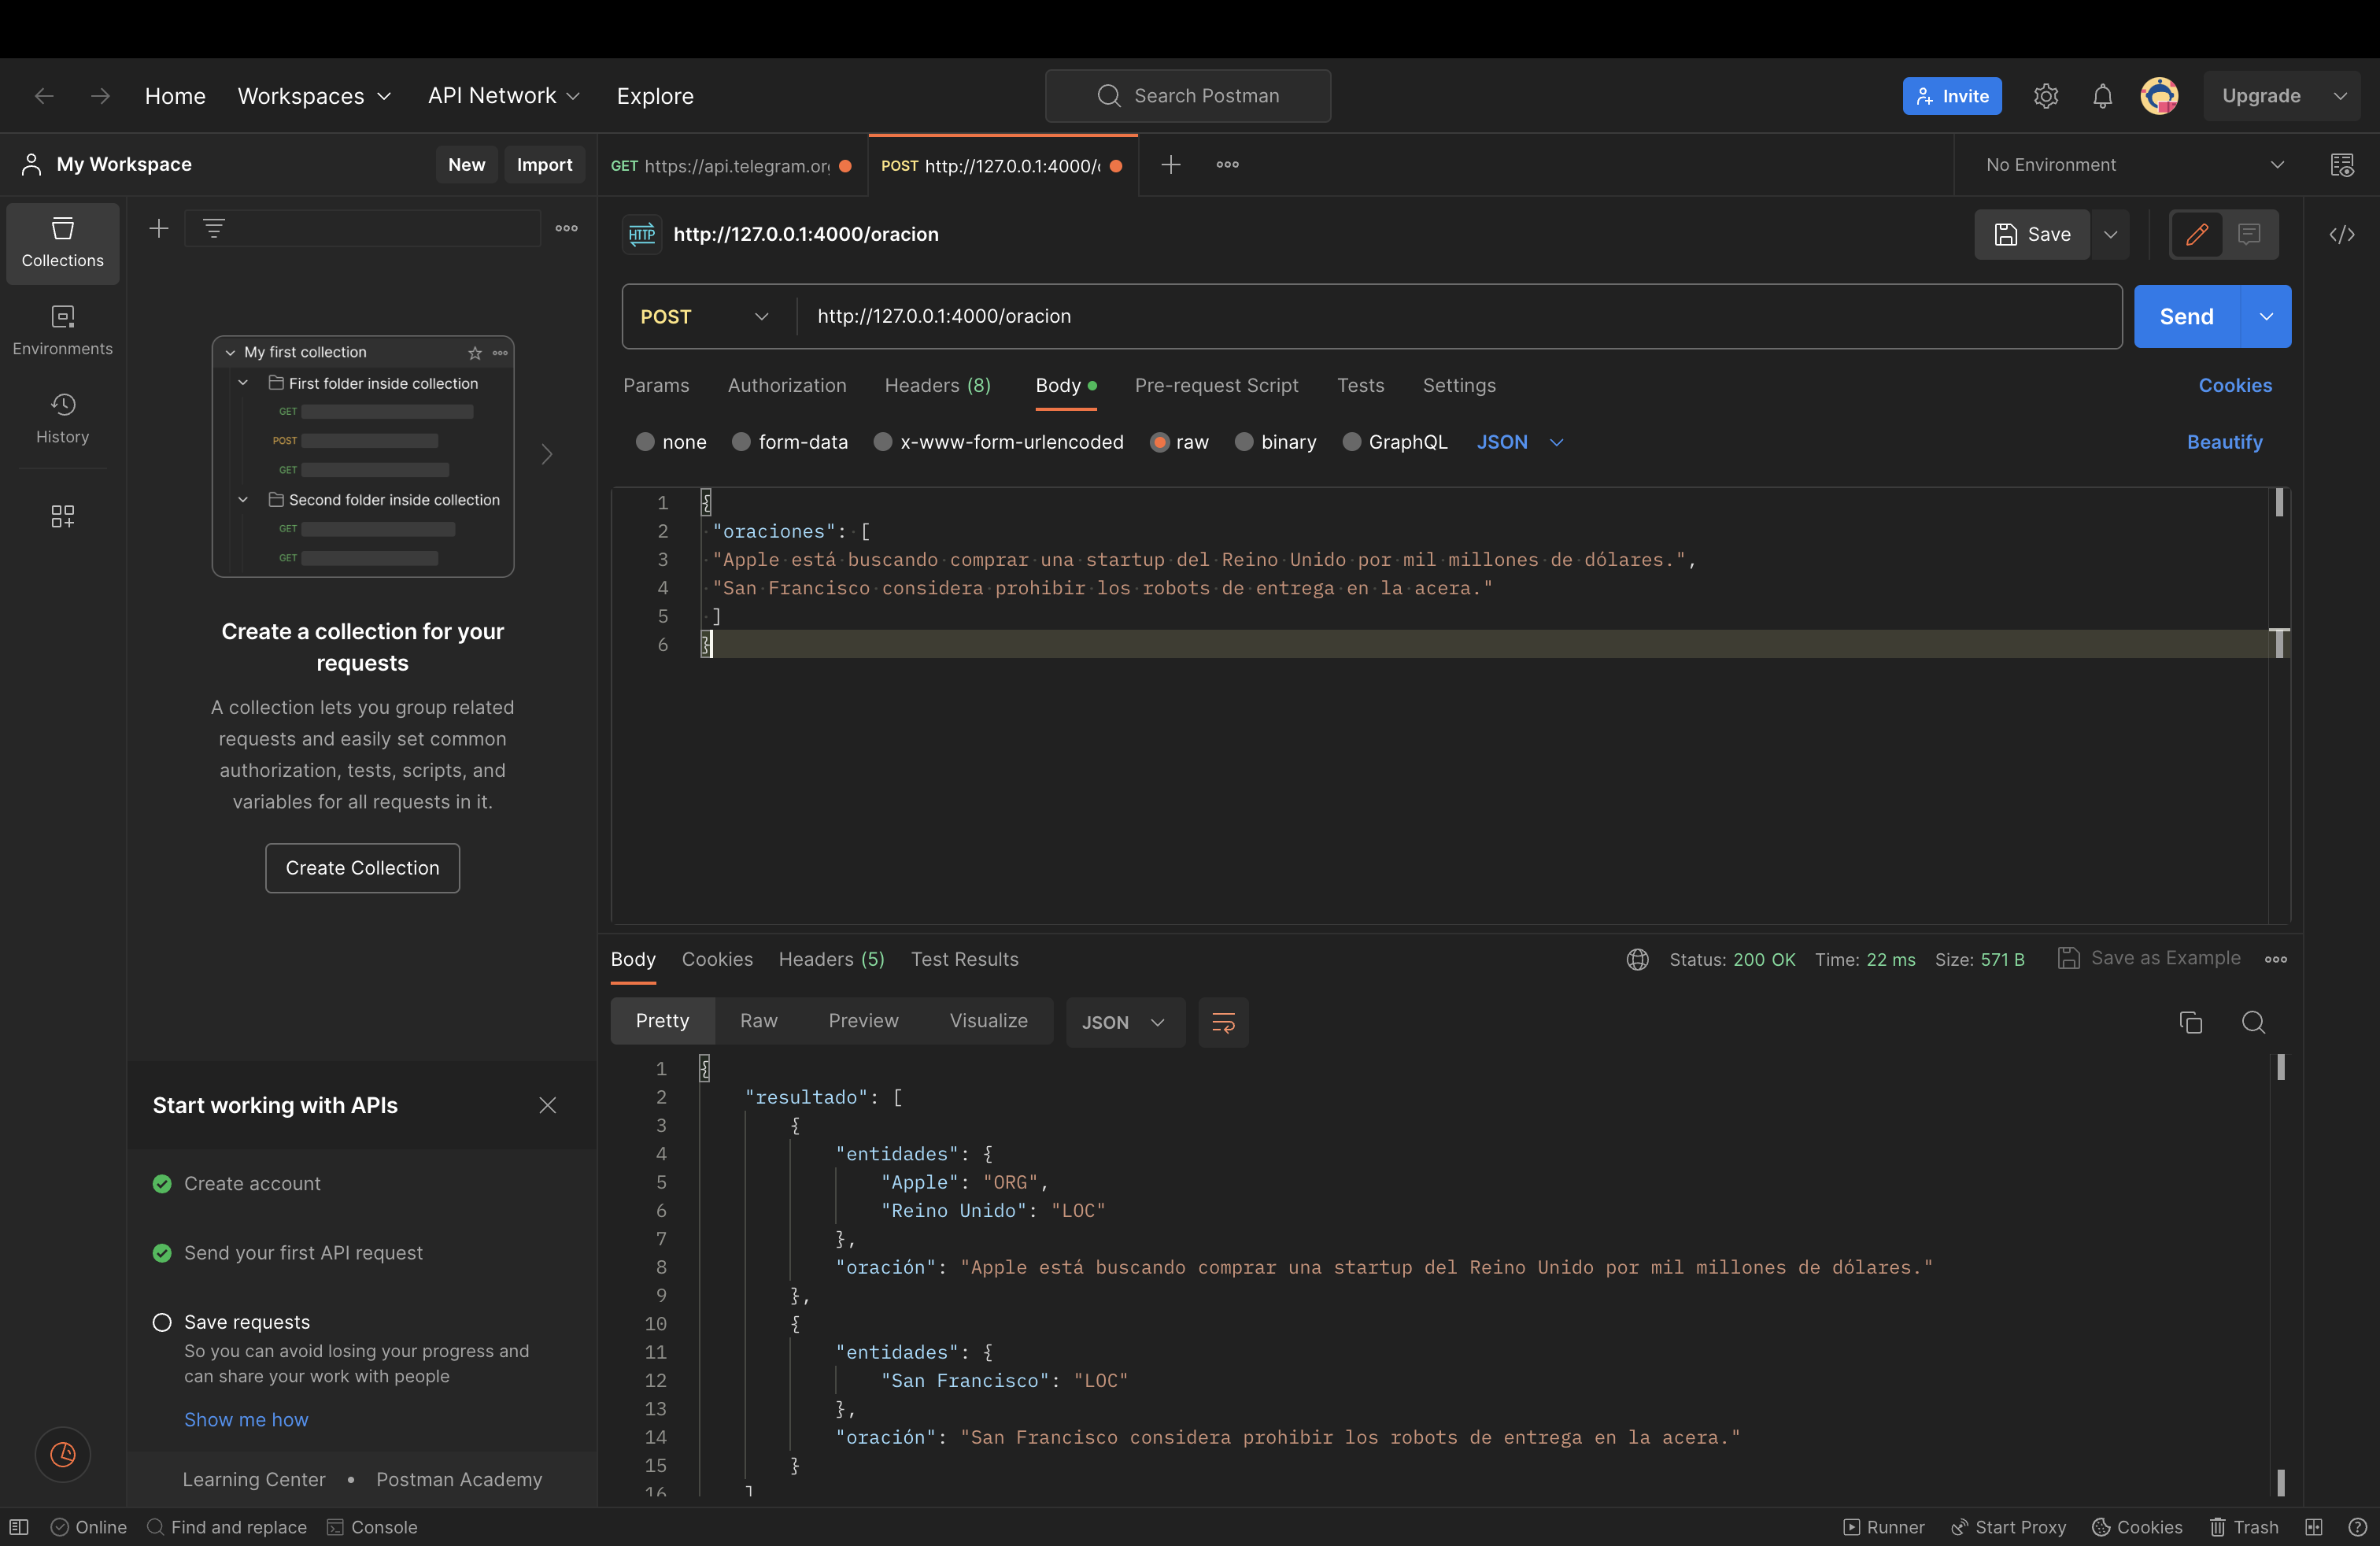 Home
Workspaces
API Network
Explore
Search Postman
Invite
Upgrade
My Workspace
New
Import
GET https://api.telegram.or
POST http://127.0.0.1:4000/
No Environment
Collections
Environments
History
My first collection
First folder inside collection
GET
POST
GET
Second folder inside collection
GET
GET
Create a collection for your
requests
A collection lets you group related
requests and easily set common
authorization, tests, scripts, and
variables for all requests in it.
Create Collection
Start working with APIs
Create account
Send your first API request
Save requests
So you can avoid losing your progress and
can share your work with people
Show me how
Learning Center • Postman Academy
HTTP
http://127.0.0.1:4000/oracion
Save
POST
http://127.0.0.1:4000/oracion
Send
Params
Authorization
Headers (8)
Body
Pre-request Script
Tests
Settings
Cookies
none
form-data
x-www-form-urlencoded
raw
binary
GraphQL
JSON
Beautify
1 {
2 "oraciones": [
3 "Apple está buscando comprar una startup del Reino Unido por mil millones de dólares.",
4 "San Francisco considera prohibir los robots de entrega en la acera."
5 ]
6 }
Body
Cookies
Headers (5)
Test Results
Status: 200 OK
Time: 22 ms
Size: 571 B
Save as Example
Pretty
Raw
Preview
Visualize
JSON
1 {
2 "resultado": [
3 {
4 "entidades": {
5 "Apple": "ORG",
6 "Reino Unido": "LOC"
7 },
8 "oración": "Apple está buscando comprar una startup del Reino Unido por mil millones de dólares."
9 },
10 {
11 "entidades": {
12 "San Francisco": "LOC"
13 },
14 "oración": "San Francisco considera prohibir los robots de entrega en la acera."
15 }
16 ]
Online
Find and replace
Console
Runner
Start Proxy
Cookies
Trash